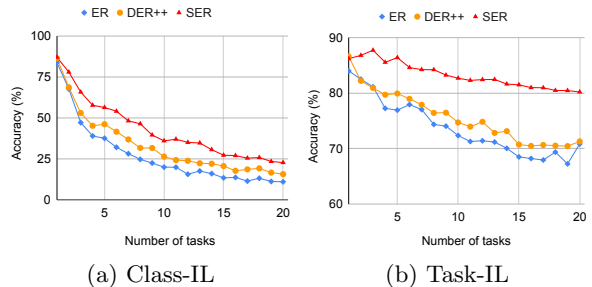 ER DER++ SER
Accuracy (%)
100
75
50
25
0
5 10 15 20
Number of tasks
(a) Class-IL
ER DER++ SER
Accuracy (%)
90
80
70
60
5 10 15 20
Number of tasks
(b) Task-IL